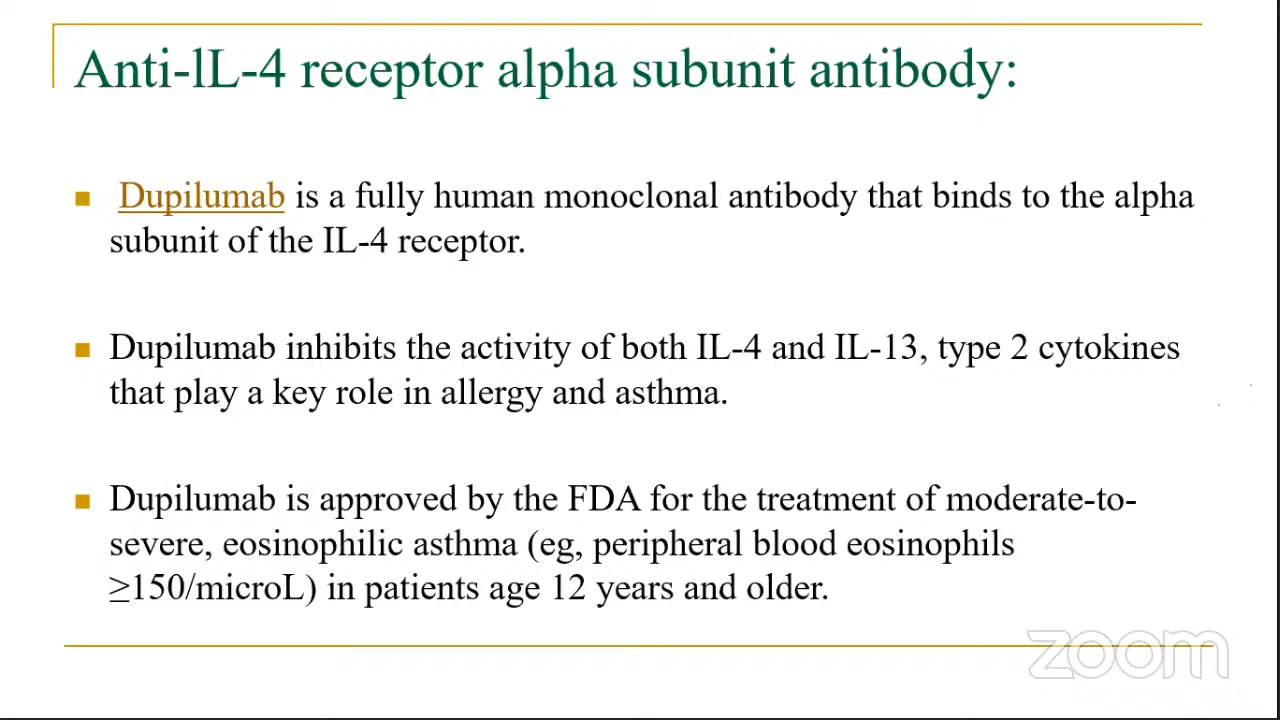 Anti-lL-4 receptor alpha subunit antibody:
Dupilumab is a fully human monoclonal antibody that binds to the alpha
subunit of the IL-4 receptor.
Dupilumab inhibits the activity of both IL-4 and IL-13, type 2 cytokines
that play a key role in allergy and asthma.
Dupilumab is approved by the FDA for the treatment of moderate-to-
severe, eosinophilic asthma (eg, peripheral blood eosinophils
≥150/microL) in patients age 12 years and older.
zoom